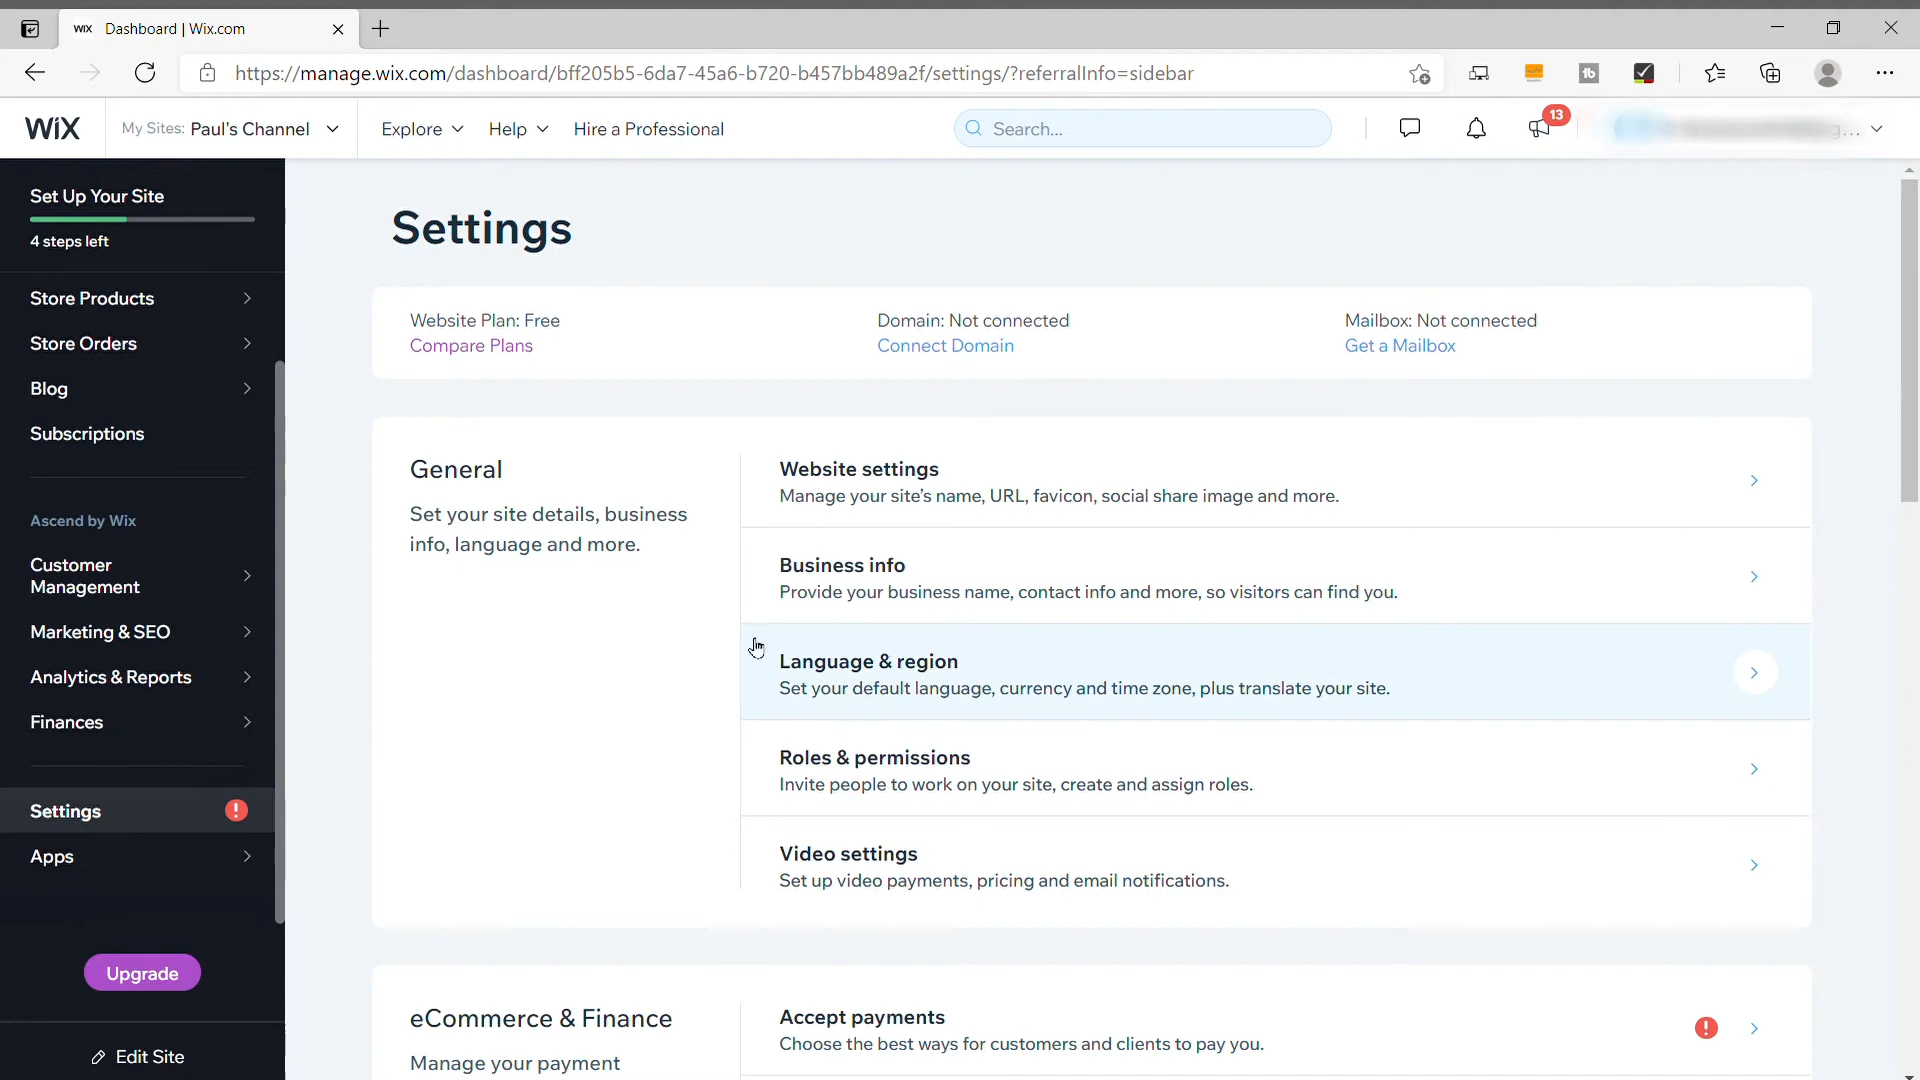 WIX Dashboard | Wix.com
https://manage.wix.com/dashboard/bff205b5-6da7-45a6-b720-b457bb489a2f/settings/?referralInfo=sidebar
WIX My Sites: Paul's Channel Explore Help Hire a Professional Search... 13
Set Up Your Site
4 steps left
Store Products
Store Orders
Blog
Subscriptions
Ascend by Wix
Customer
Management
Marketing & SEO
Analytics & Reports
Finances
Settings
Apps
Upgrade
Edit Site
Settings
Website Plan: Free
Compare Plans
Domain: Not connected
Connect Domain
Mailbox: Not connected
Get a Mailbox
General
Set your site details, business
info, language and more.
Website settings
Manage your site's name, URL, favicon, social share image and more.
Business info
Provide your business name, contact info and more, so visitors can find you.
Language & region
Set your default language, currency and time zone, plus translate your site.
Roles & permissions
Invite people to work on your site, create and assign roles.
Video settings
Set up video payments, pricing and email notifications.
eCommerce & Finance
Manage your payment
Accept payments
Choose the best ways for customers and clients to pay you.